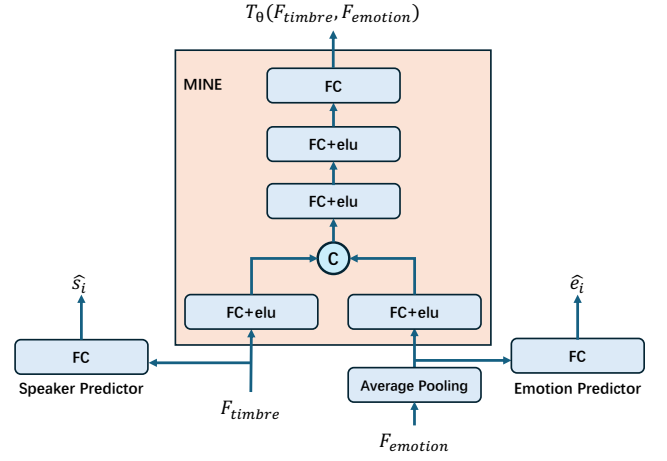 T_θ(F_timbre, F_emotion)
MINE
FC
FC+elu
FC+elu
C
FC+elu
FC+elu
ŝ_i
ê_i
FC
FC
Speaker Predictor
Average Pooling
Emotion Predictor
F_timbre
F_emotion